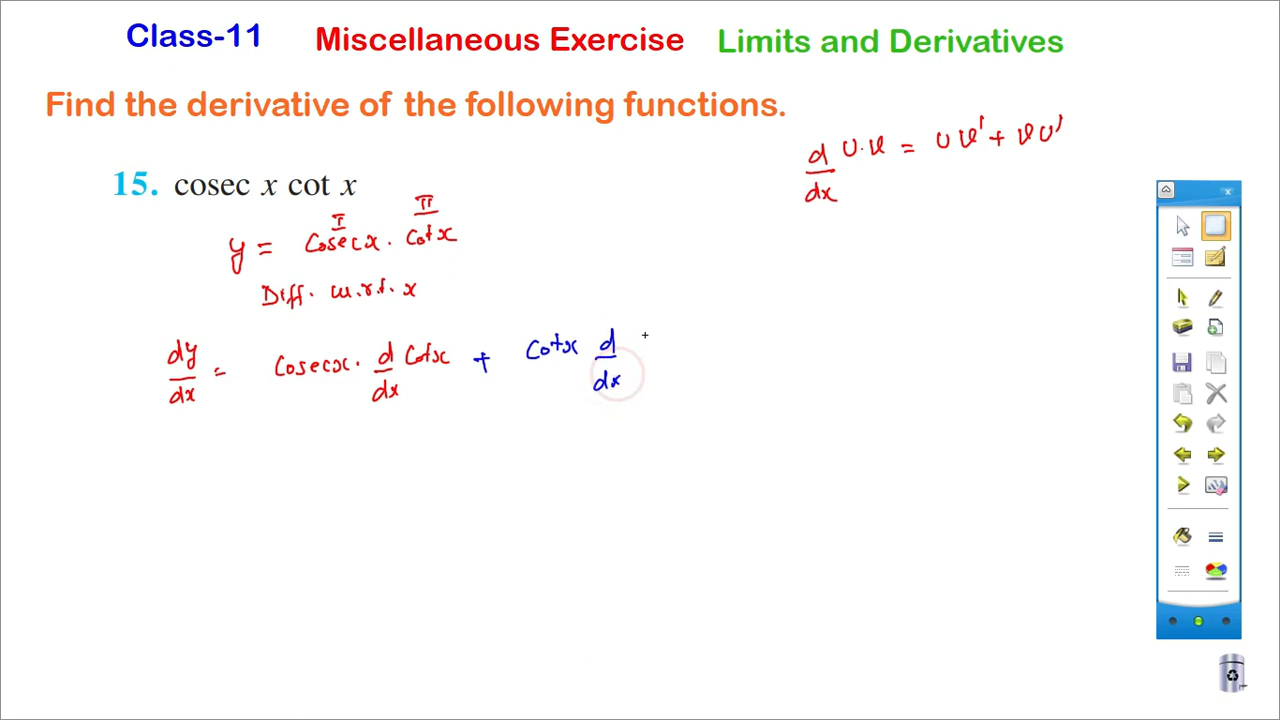 Class-11 Miscellaneous Exercise Limits and Derivatives
Find the derivative of the following functions.
d/dx U.V = UV' + VU'
15. cosec x cot x
I II
y = Cosecx . Cotx
Diff. w.r.t. x
dy/dx = Cosecx . d/dx Cotx + Cotx d/dx